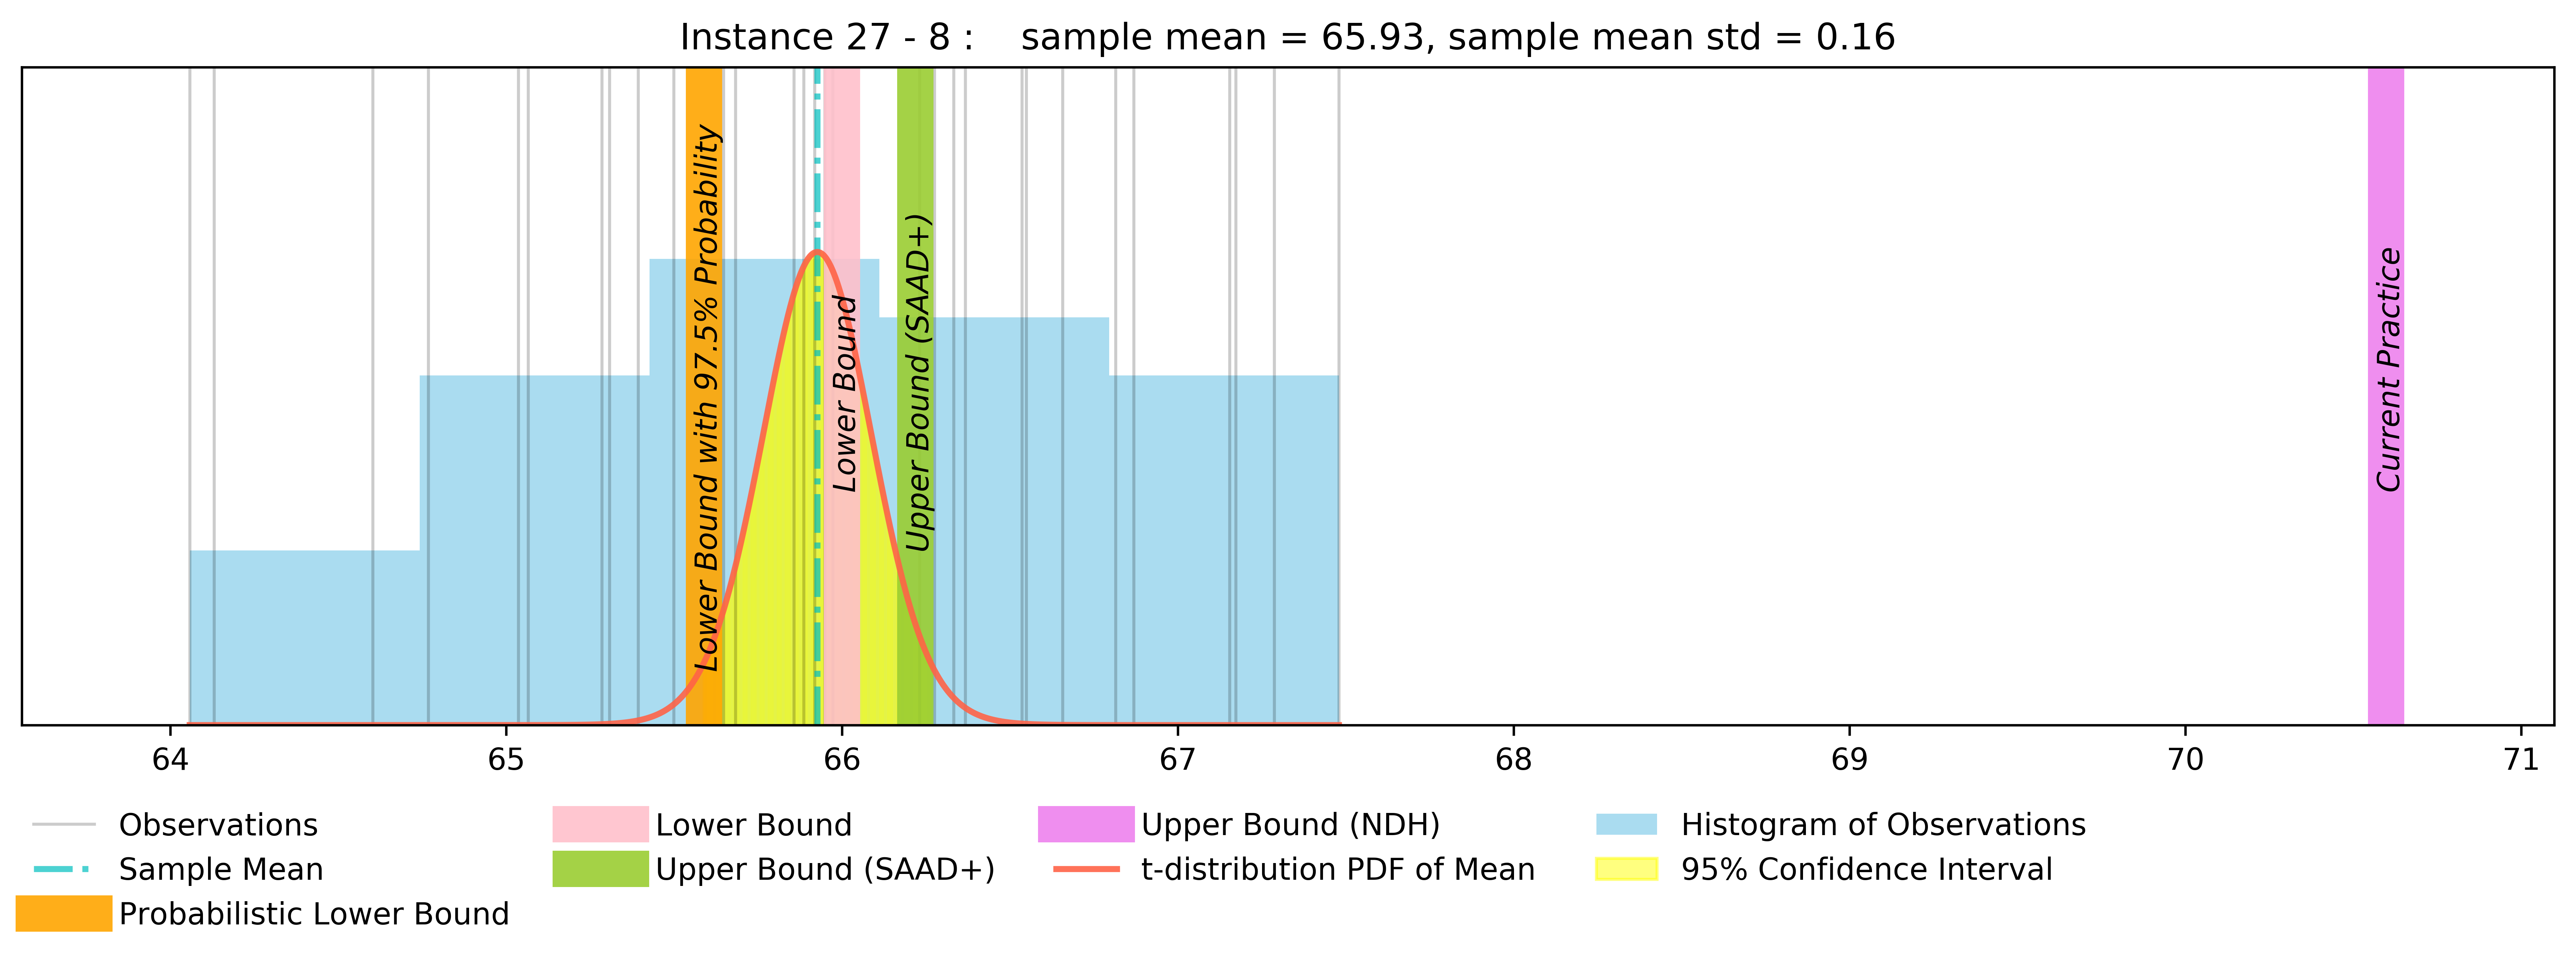 Instance 27 - 8 :    sample mean = 65.93, sample mean std = 0.16
Lower Bound with 97.5% Probability
Lower Bound
Upper Bound (SAAD+)
Current Practice
64 65 66 67 68 69 70 71
Observations
Sample Mean
Probabilistic Lower Bound
Lower Bound
Upper Bound (SAAD+)
Upper Bound (NDH)
t-distribution PDF of Mean
Histogram of Observations
95% Confidence Interval